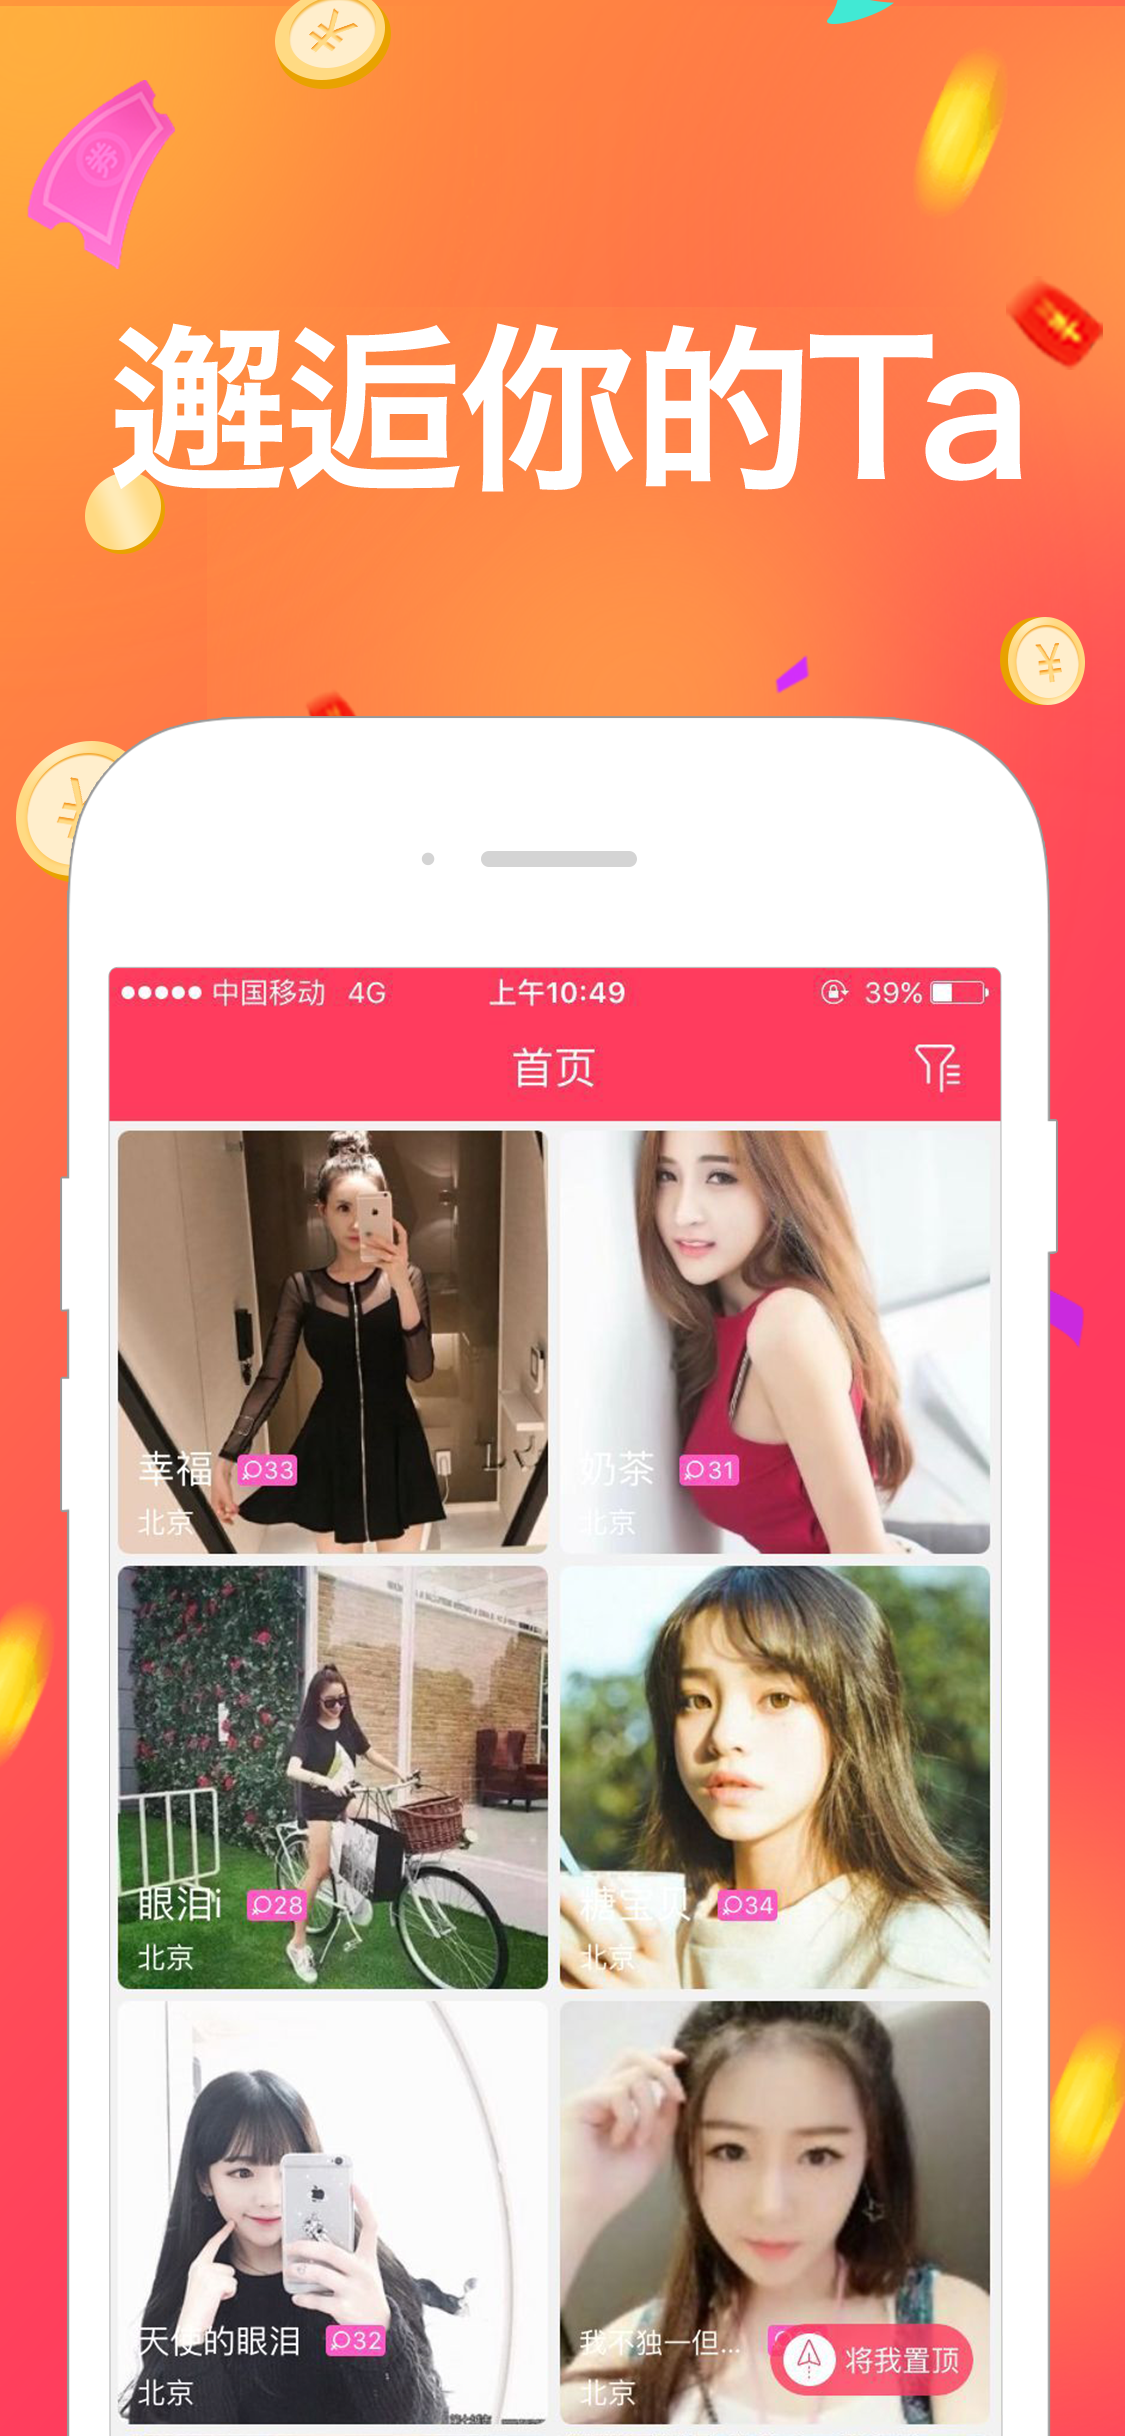 券
邂逅你的Ta
中国移动 4G 上午10:49 39%
首页
幸福 33
北京
奶茶 31
北京
眼泪i 28
北京
糖宝贝 34
北京
天使的眼泪 32
北京
我不独一但...
北京
将我置顶